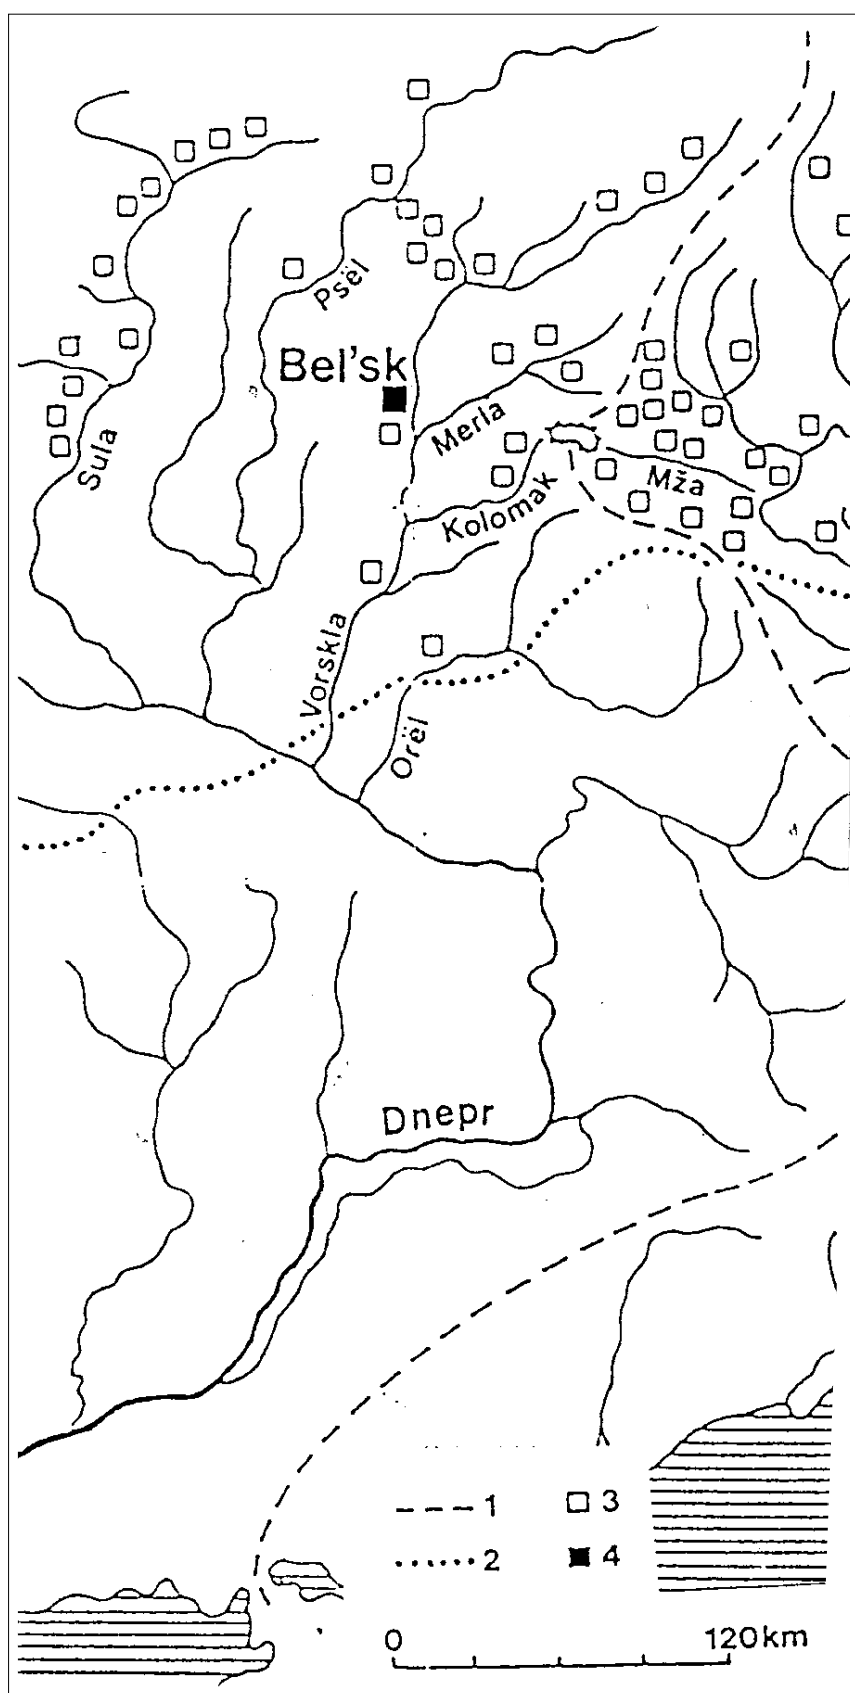 Psël
Bel'sk
Merla
Sula
Mža
Kolomak
Vorskla
Orël
Dnepr
1 3
2 4
0 120km